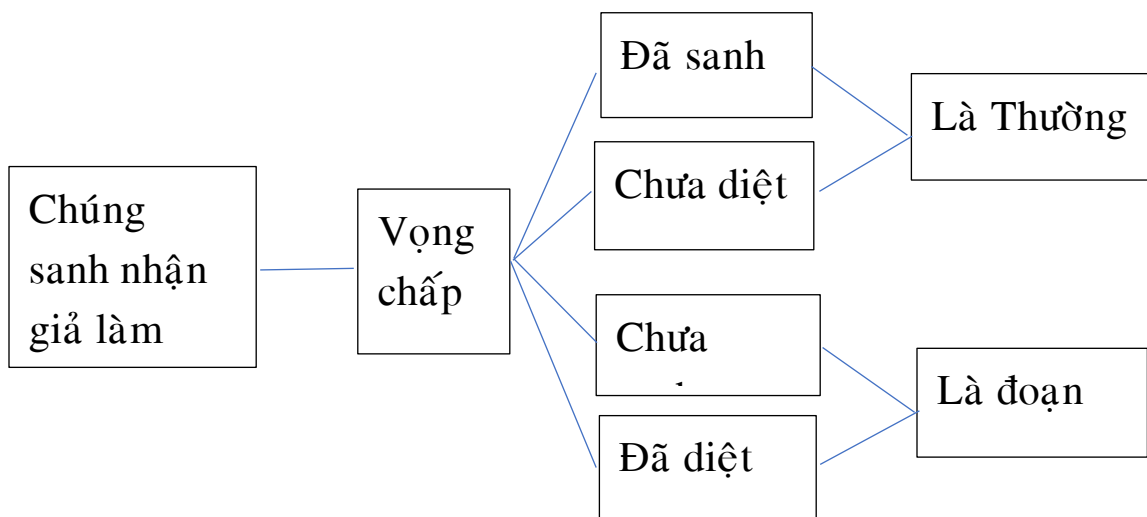 Chúng
sanh nhận
giả làm
Vọng
chấp
Đã sanh
Chưa diệt
Chưa
Đã diệt
Là Thường
Là đoạn